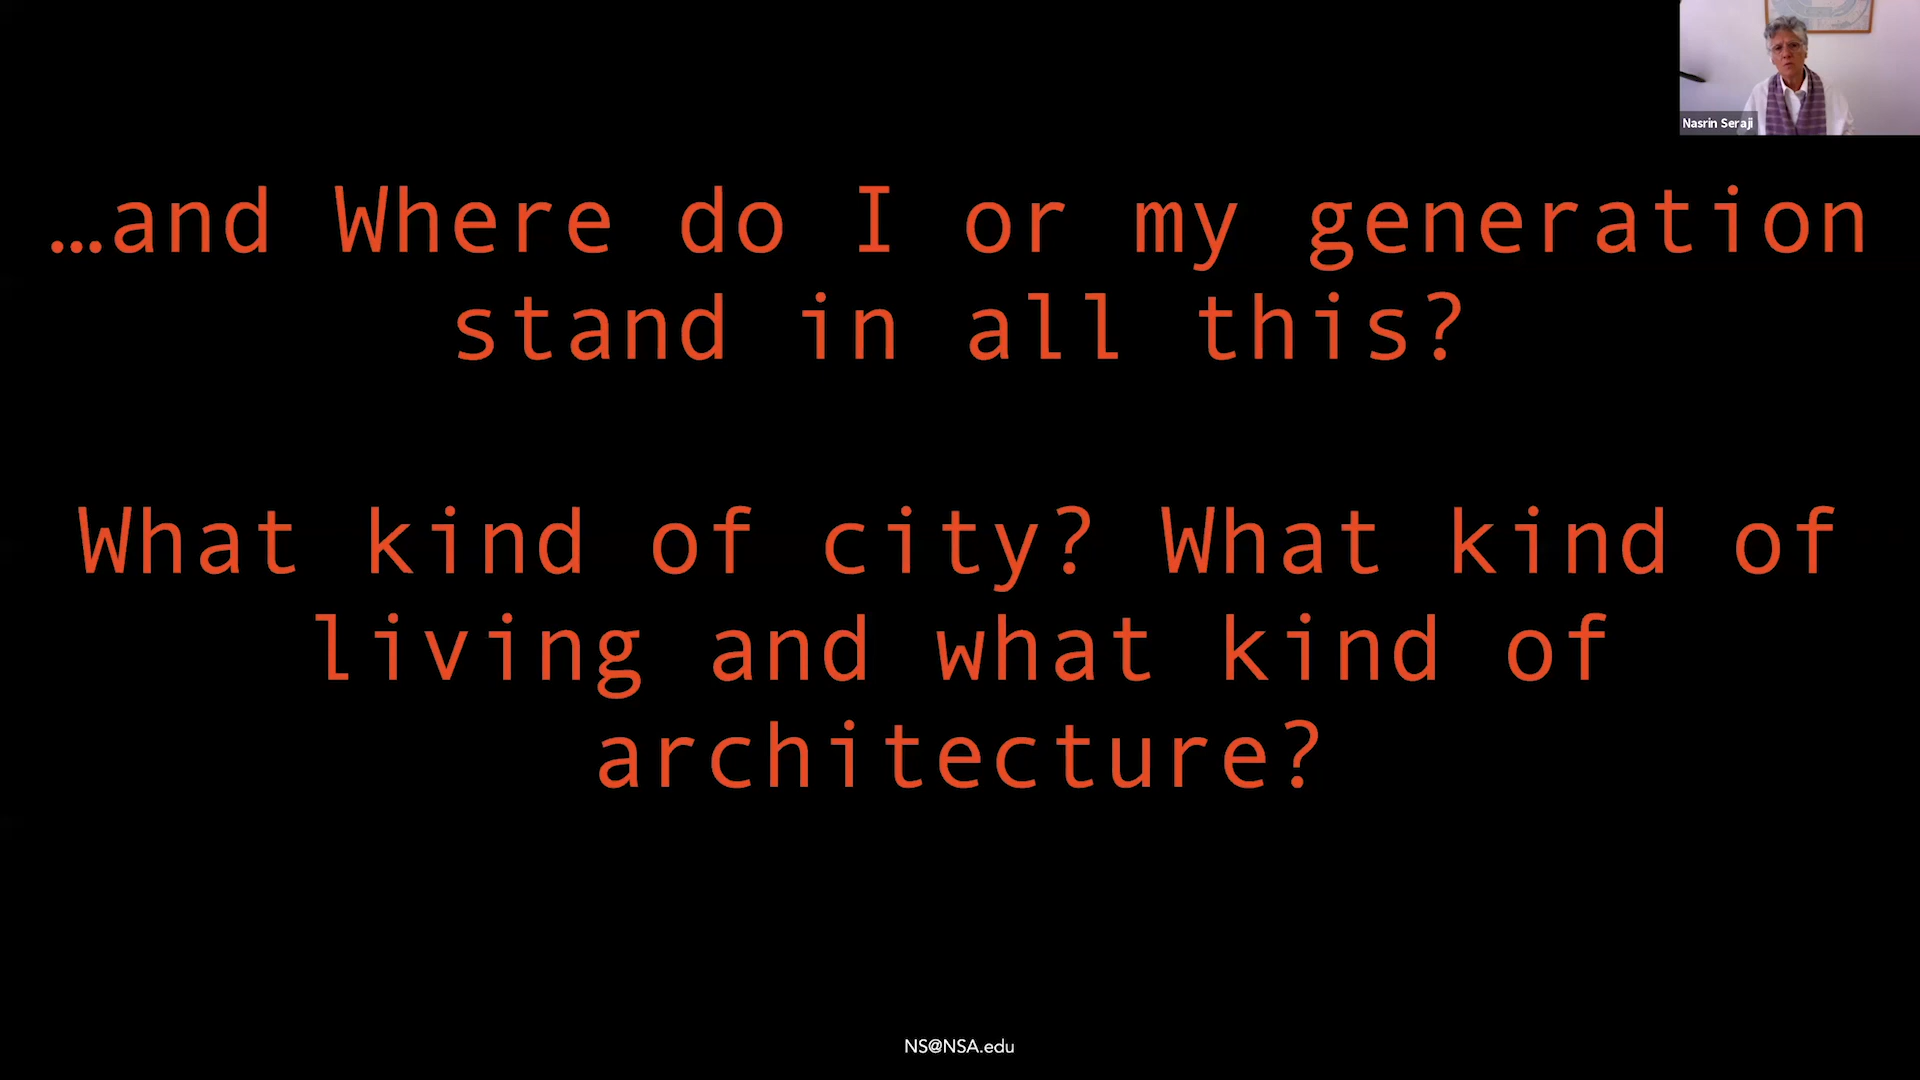 Nasrin Seraji
…and Where do I or my generation
stand in all this?
What kind of city? What kind of
living and what kind of
architecture?
NS@NSA.edu